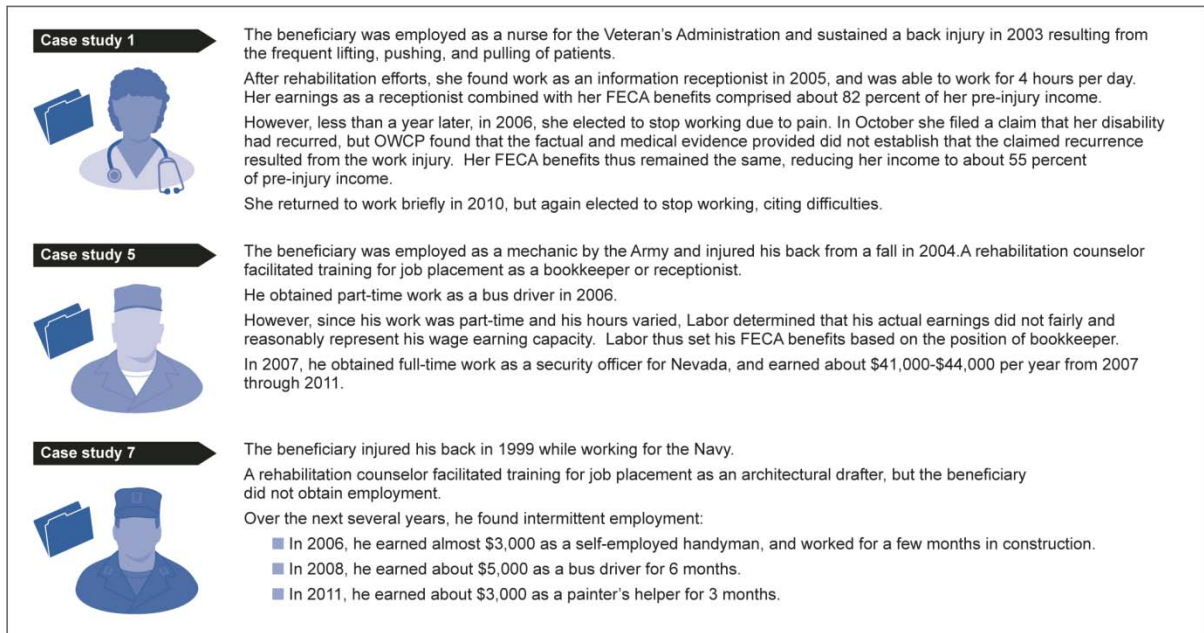 Case study 1
The beneficiary was employed as a nurse for the Veteran's Administration and sustained a back injury in 2003 resulting from
the frequent lifting, pushing, and pulling of patients.
After rehabilitation efforts, she found work as an information receptionist in 2005, and was able to work for 4 hours per day.
Her earnings as a receptionist combined with her FECA benefits comprised about 82 percent of her pre-injury income.
However, less than a year later, in 2006, she elected to stop working due to pain. In October she filed a claim that her disability
had recurred, but OWCP found that the factual and medical evidence provided did not establish that the claimed recurrence
resulted from the work injury.  Her FECA benefits thus remained the same, reducing her income to about 55 percent
of pre-injury income.
She returned to work briefly in 2010, but again elected to stop working, citing difficulties.
Case study 5
The beneficiary was employed as a mechanic by the Army and injured his back from a fall in 2004.A rehabilitation counselor
facilitated training for job placement as a bookkeeper or receptionist.
He obtained part-time work as a bus driver in 2006.
However, since his work was part-time and his hours varied, Labor determined that his actual earnings did not fairly and
reasonably represent his wage earning capacity.  Labor thus set his FECA benefits based on the position of bookkeeper.
In 2007, he obtained full-time work as a security officer for Nevada, and earned about $41,000-$44,000 per year from 2007
through 2011.
Case study 7
The beneficiary injured his back in 1999 while working for the Navy.
A rehabilitation counselor facilitated training for job placement as an architectural drafter, but the beneficiary
did not obtain employment.
Over the next several years, he found intermittent employment:
In 2006, he earned almost $3,000 as a self-employed handyman, and worked for a few months in construction.
In 2008, he earned about $5,000 as a bus driver for 6 months.
In 2011, he earned about $3,000 as a painter's helper for 3 months.